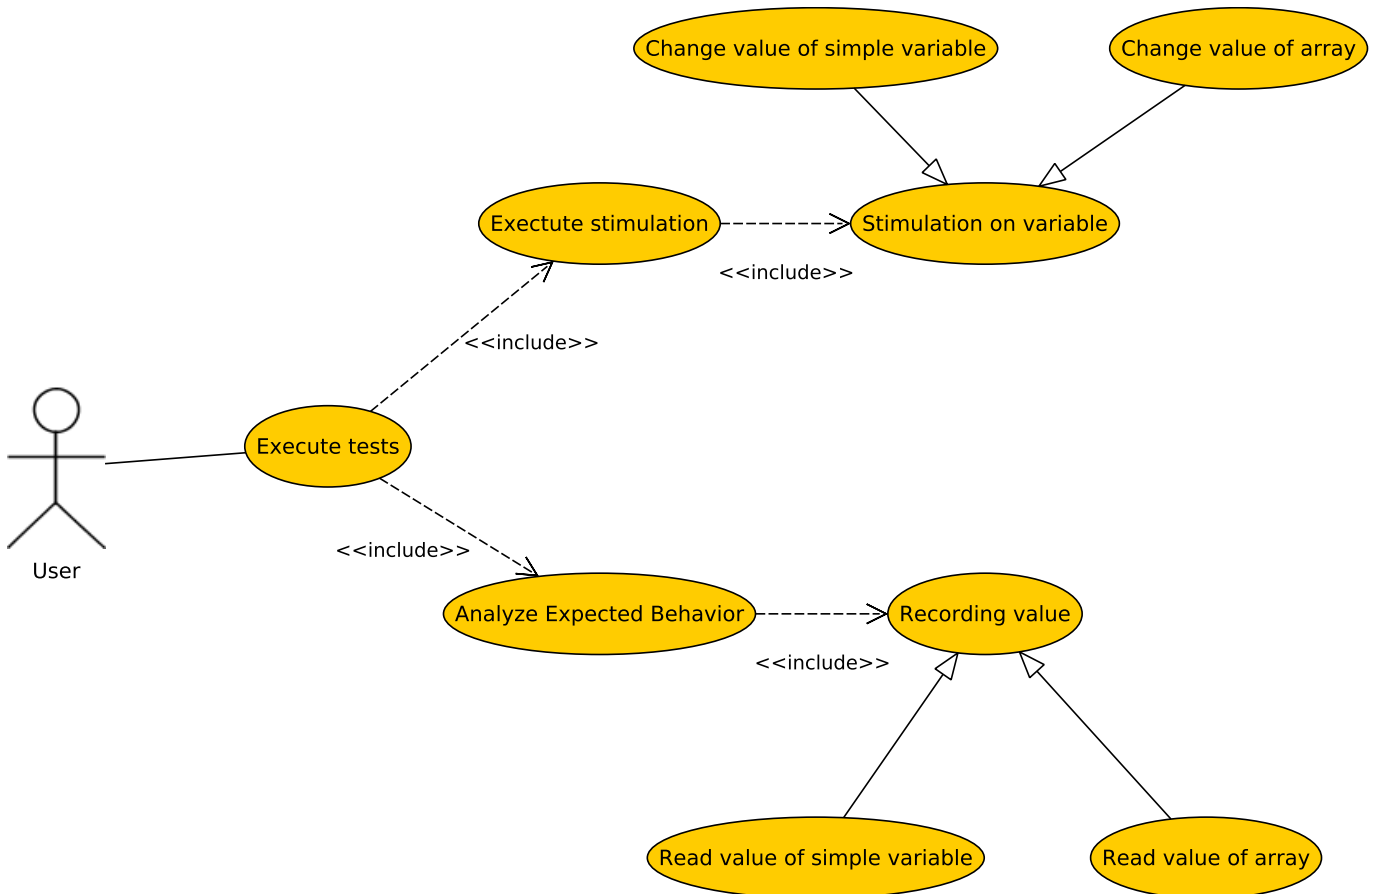 Change value of simple variable
Change value of array
Exectute stimulation
Stimulation on variable
<<include>>
<<include>>
Execute tests
<<include>>
User
Analyze Expected Behavior
Recording value
<<include>>
Read value of simple variable
Read value of array